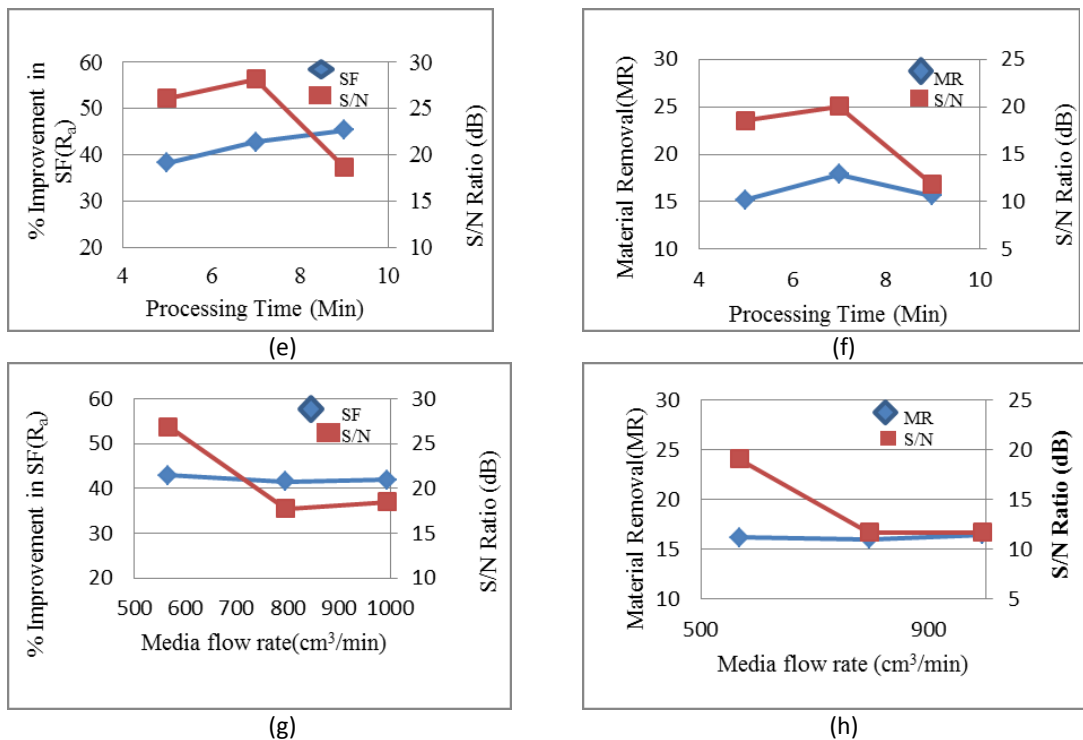 60
50
40
30
20
30
25
20
15
10
4
6
8
10
% Improvement in
SF(Rₐ)
S/N Ratio (dB)
Processing Time (Min)
SF
S/N
(e)
30
25
20
15
10
25
20
15
10
5
4
6
8
10
Material Removal(MR)
S/N Ratio (dB)
Processing Time (Min)
MR
S/N
(f)
60
50
40
30
20
30
25
20
15
10
500 600 700 800 900 1000
% Improvement in SF(Rₐ)
S/N Ratio (dB)
Media flow rate(cm³/min)
SF
S/N
(g)
30
25
20
15
10
25
20
15
10
5
500
900
Material Removal(MR)
S/N Ratio (dB)
Media flow rate (cm³/min)
MR
S/N
(h)